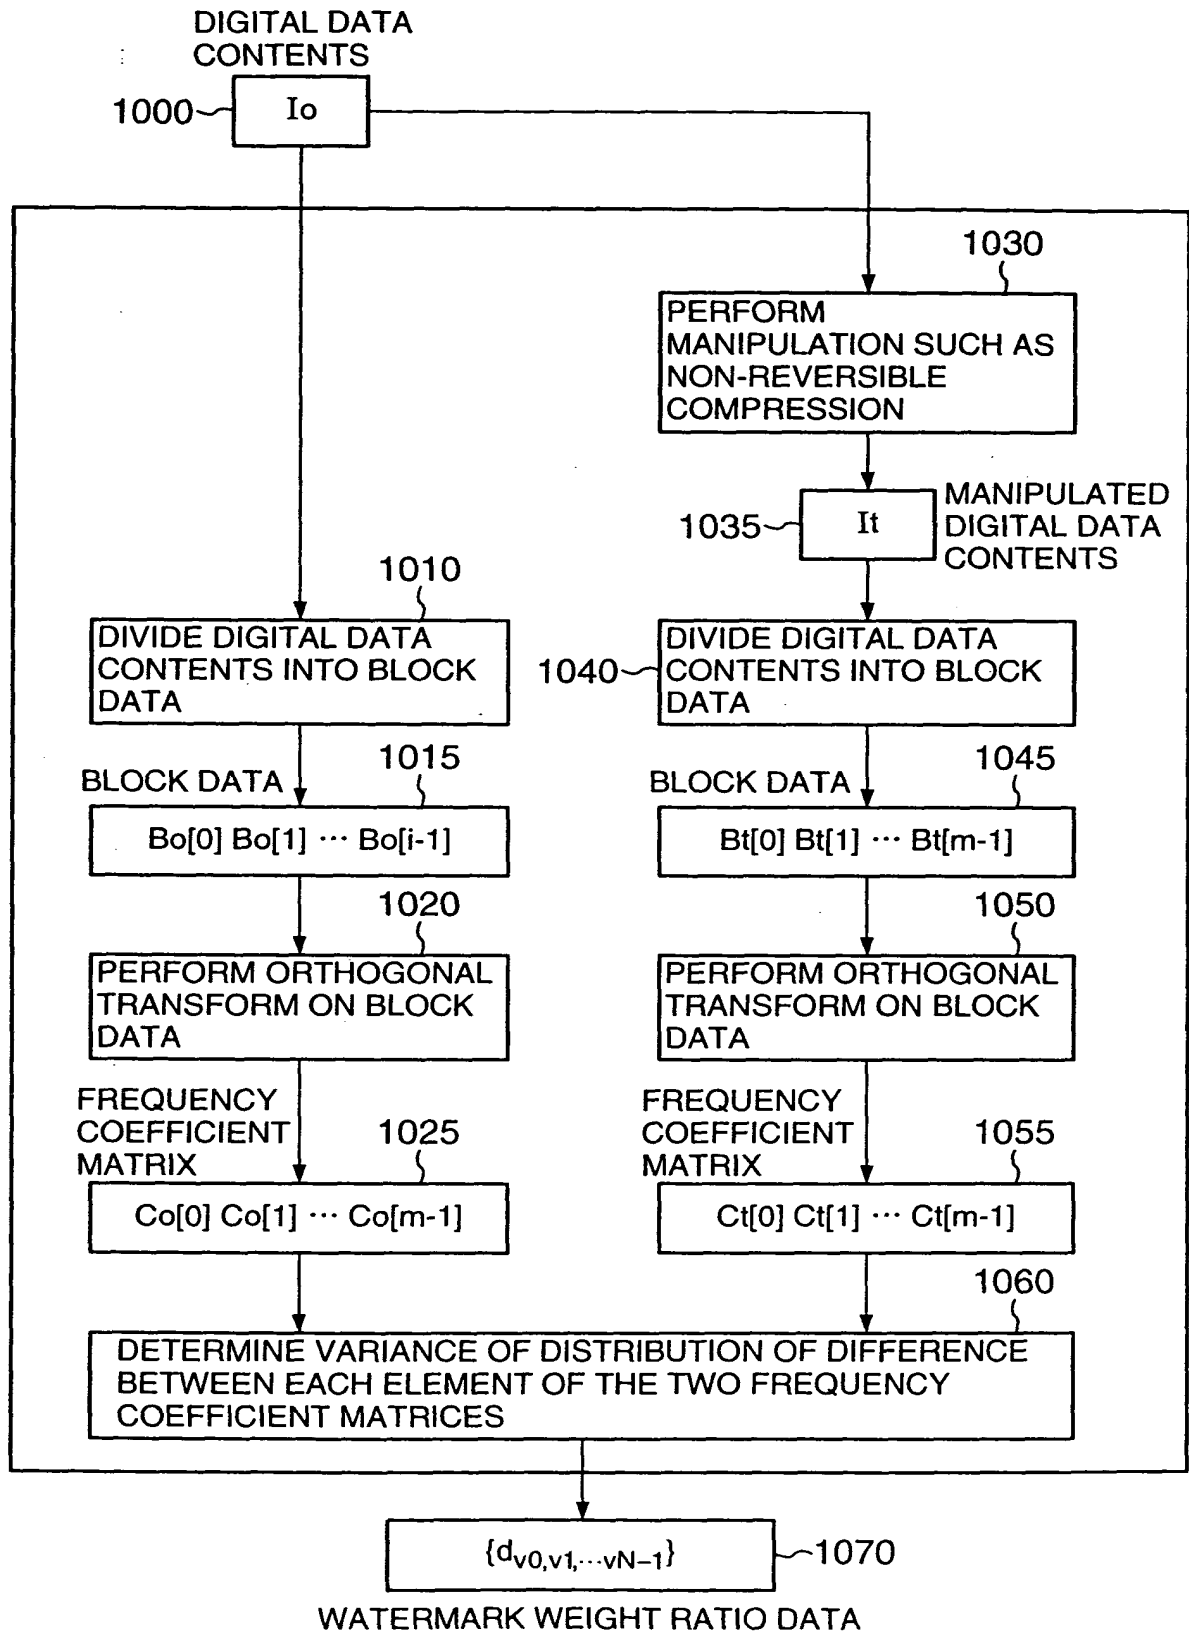 DIGITAL DATA
CONTENTS
1000
Io
1030
PERFORM
MANIPULATION SUCH AS
NON-REVERSIBLE
COMPRESSION
1035
It
MANIPULATED
DIGITAL DATA
CONTENTS
1010
DIVIDE DIGITAL DATA
CONTENTS INTO BLOCK
DATA
1040
DIVIDE DIGITAL DATA
CONTENTS INTO BLOCK
DATA
BLOCK DATA
1015
Bo[0] Bo[1] ··· Bo[i-1]
BLOCK DATA
1045
Bt[0] Bt[1] ··· Bt[m-1]
1020
PERFORM ORTHOGONAL
TRANSFORM ON BLOCK
DATA
1050
PERFORM ORTHOGONAL
TRANSFORM ON BLOCK
DATA
FREQUENCY
COEFFICIENT
MATRIX
1025
Co[0] Co[1] ··· Co[m-1]
FREQUENCY
COEFFICIENT
MATRIX
1055
Ct[0] Ct[1] ··· Ct[m-1]
1060
DETERMINE VARIANCE OF DISTRIBUTION OF DIFFERENCE
BETWEEN EACH ELEMENT OF THE TWO FREQUENCY
COEFFICIENT MATRICES
{dv0,v1,···vN-1}
1070
WATERMARK WEIGHT RATIO DATA